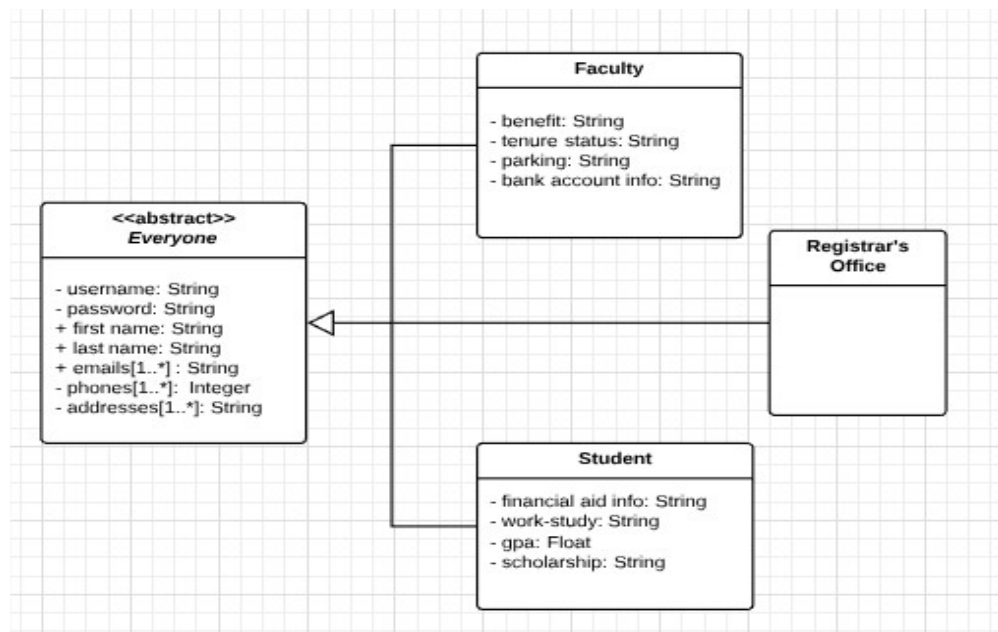 Faculty
- benefit: String
- tenure status: String
- parking: String
- bank account info: String
<<abstract>>
Everyone
- username: String
- password: String
+ first name: String
+ last name: String
+ emails[1..*] : String
- phones[1..*]: Integer
- addresses[1..*]: String
Registrar's
Office
Student
- financial aid info: String
- work-study: String
- gpa: Float
- scholarship: String